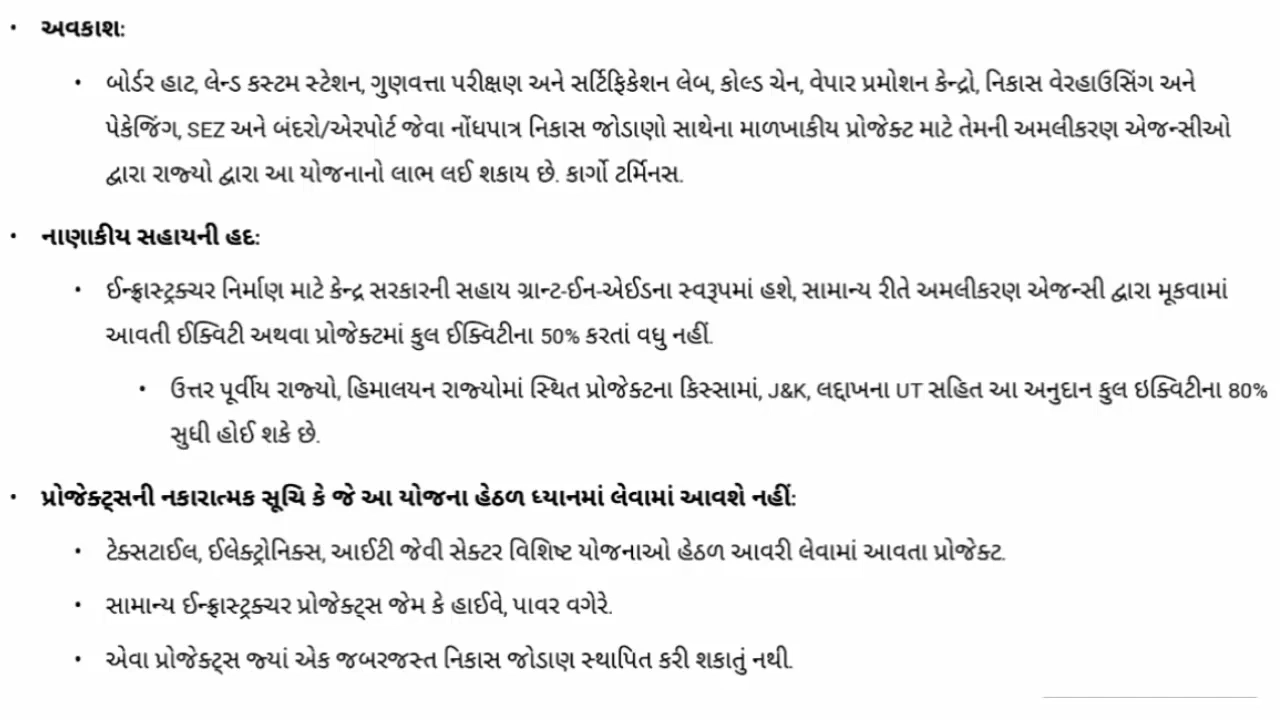 • અવકાશ:
• બોર્ડર હાટ, લેન્ડ કસ્ટમ સ્ટેશન, ગુણવત્તા પરીક્ષણ અને સર્ટિફિકેશન લેબ, કોલ્ડ ચેન, વેપાર પ્રમોશન કેન્દ્રો, નિકાસ વેરહાઉસિંગ અને
પેકેજિંગ, SEZ અને બંદરો/એરપોર્ટ જેવા નોંધપાત્ર નિકાસ જોડાણો સાથેના માળખાકીય પ્રોજેક્ટ માટે તેમની અમલીકરણ એજન્સીઓ
દ્વારા રાજ્યો દ્વારા આ યોજનાનો લાભ લઈ શકાય છે. કાર્ગો ટર્મિનસ.
• નાણાકીય સહાયની હદ:
• ઈન્ફ્રાસ્ટ્રક્ચર નિર્માણ માટે કેન્દ્ર સરકારની સહાય ગ્રાન્ટ-ઈન-એઈડના સ્વરૂપમાં હશે, સામાન્ય રીતે અમલીકરણ એજન્સી દ્વારા મૂકવામાં
આવતી ઈક્વિટી અથવા પ્રોજેક્ટમાં કુલ ઈક્વિટીના 50% કરતાં વધુ નહીં.
• ઉત્તર પૂર્વીય રાજ્યો, હિમાલયન રાજ્યોમાં સ્થિત પ્રોજેક્ટના કિસ્સામાં, J&K, લદ્દાખના UT સહિત આ અનુદાન કુલ ઇક્વિટીના 80%
સુધી હોઈ શકે છે.
• પ્રોજેક્ટ્સની નકારાત્મક સૂચિ કે જે આ યોજના હેઠળ ધ્યાનમાં લેવામાં આવશે નહીં:
• ટેક્સટાઈલ, ઈલેક્ટ્રોનિક્સ, આઈટી જેવી સેક્ટર વિશિષ્ટ યોજનાઓ હેઠળ આવરી લેવામાં આવતા પ્રોજેક્ટ.
• સામાન્ય ઈન્ફ્રાસ્ટ્રક્ચર પ્રોજેક્ટ્સ જેમ કે હાઈવે, પાવર વગેરે.
• એવા પ્રોજેક્ટ્સ જ્યાં એક જબરજસ્ત નિકાસ જોડાણ સ્થાપિત કરી શકાતું નથી.